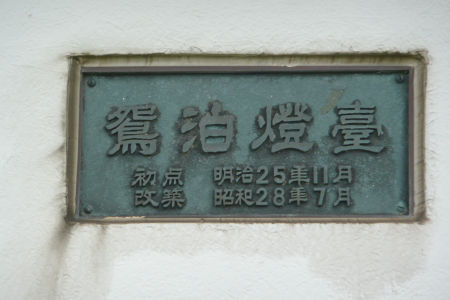 鴛泊燈臺
初点 明治25年11月
改築 昭和28年7月